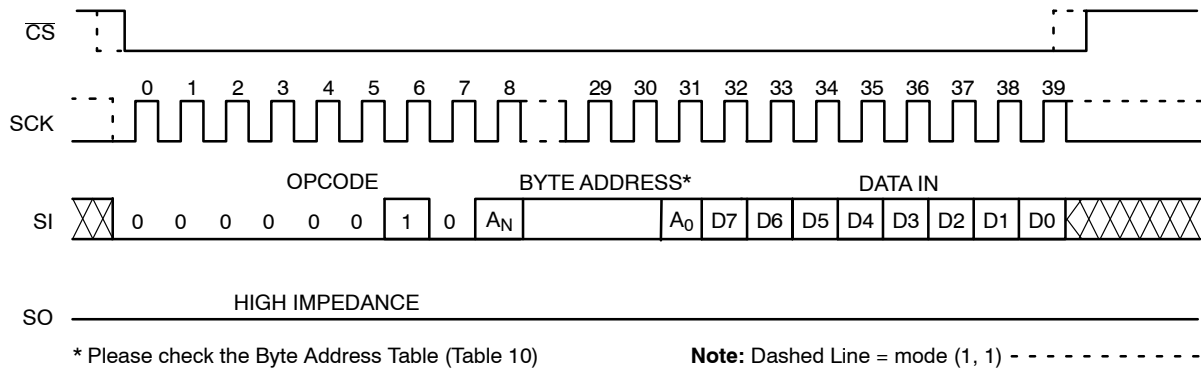 CS
0 1 2 3 4 5 6 7 8 29 30 31 32 33 34 35 36 37 38 39
SCK
OPCODE BYTE ADDRESS* DATA IN
SI 0 0 0 0 0 0 1 0 AN A0 D7 D6 D5 D4 D3 D2 D1 D0
HIGH IMPEDANCE
SO
* Please check the Byte Address Table (Table 10) Note: Dashed Line = mode (1, 1)